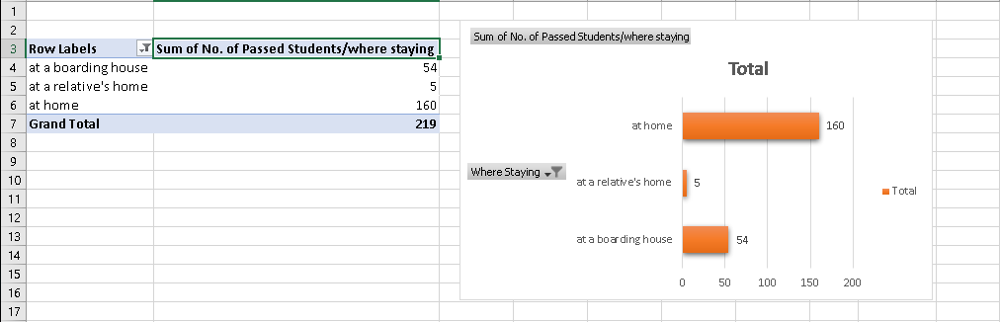 1
2
3 Row Labels Sum of No. of Passed Students/where staying
4 at a boarding house 54
5 at a relative's home 5
6 at home 160
7 Grand Total 219
8
9
10
11
12
13
14
15
16
17
Sum of No. of Passed Students/where staying
Total
at home 160
Where Staying
at a relative's home 5
Total
at a boarding house 54
0 50 100 150 200